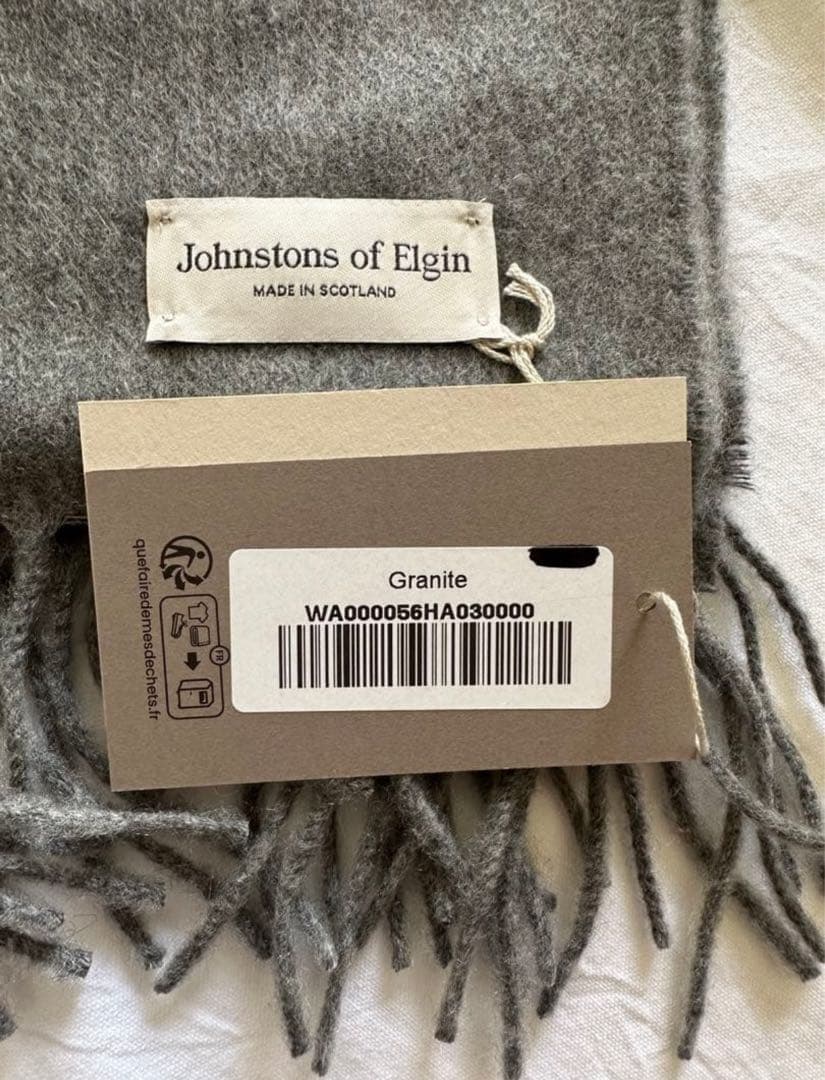 Johnstons of Elgin
MADE IN SCOTLAND
Granite
WA000056HA030000
FR
quefairedemesdechets.fr